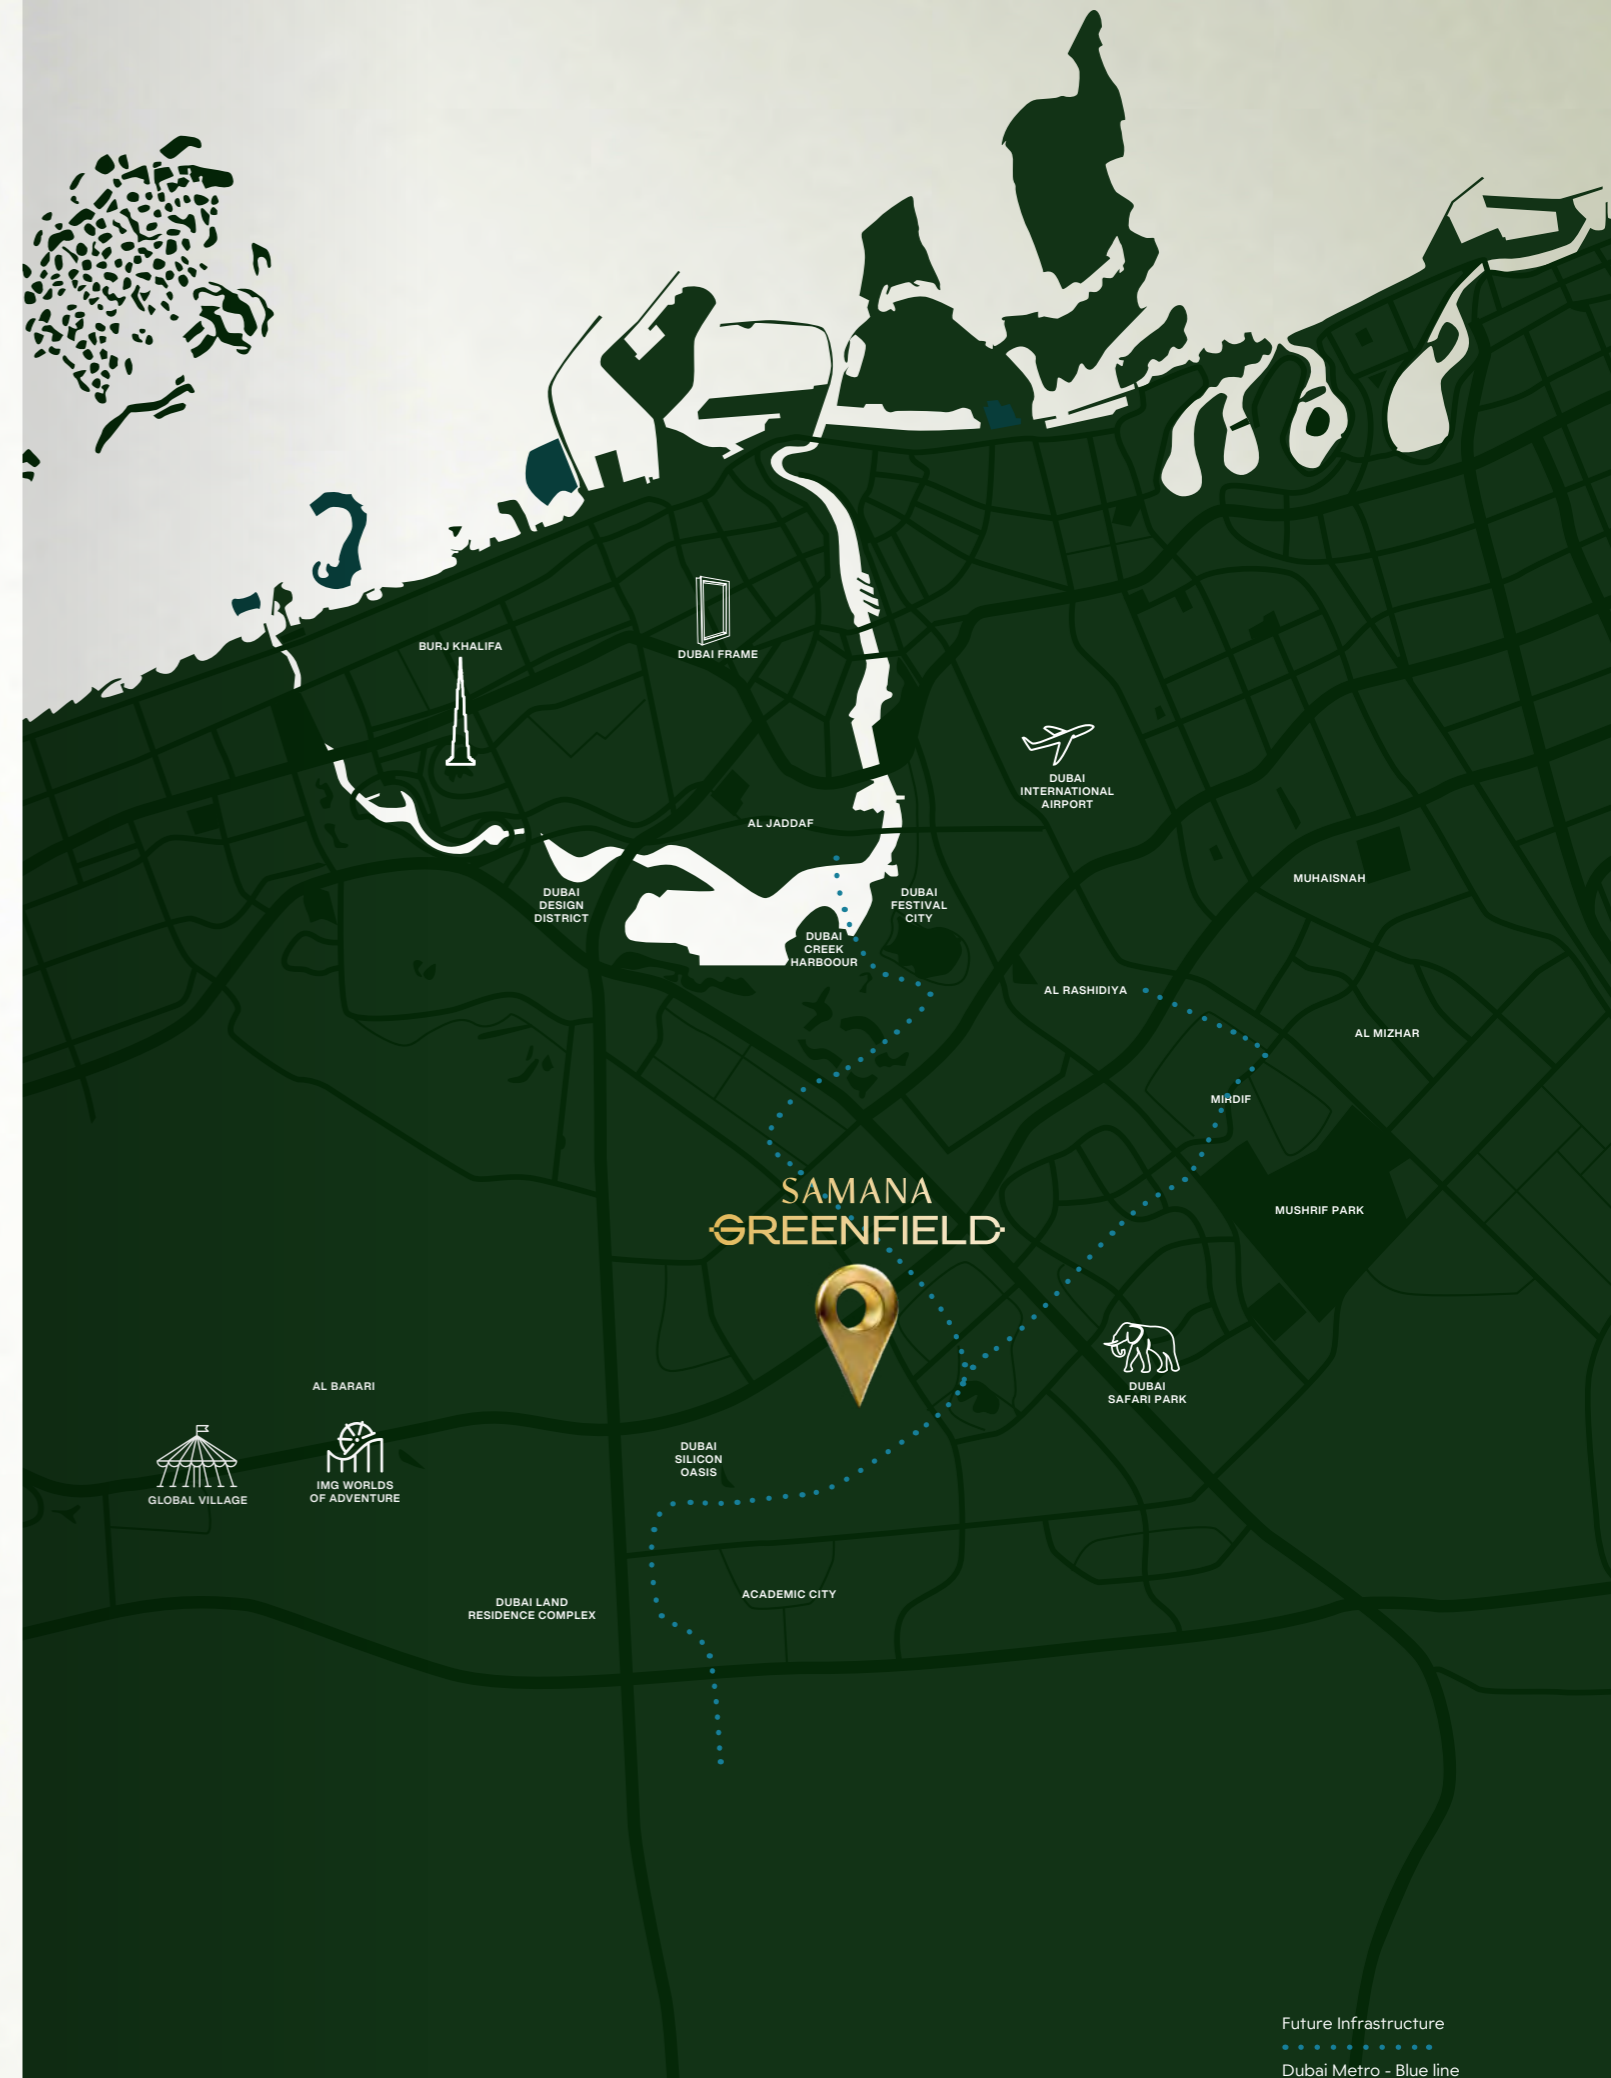 BURJ KHALIFA
DUBAI FRAME
DUBAI
INTERNATIONAL
AIRPORT
AL JADDAF
MUHAISNAH
DUBAI
DESIGN
DISTRICT
DUBAI
FESTIVAL
CITY
DUBAI
CREEK
HARBOOUR
AL RASHIDIYA
AL MIZHAR
MIRDIF
SAMANA
GREENFIELD
MUSHRIF PARK
AL BARARI
DUBAI
SAFARI PARK
DUBAI
SILICON
OASIS
GLOBAL VILLAGE
IMG WORLDS
OF ADVENTURE
ACADEMIC CITY
DUBAI LAND
RESIDENCE COMPLEX
Future Infrastructure
Dubai Metro - Blue line